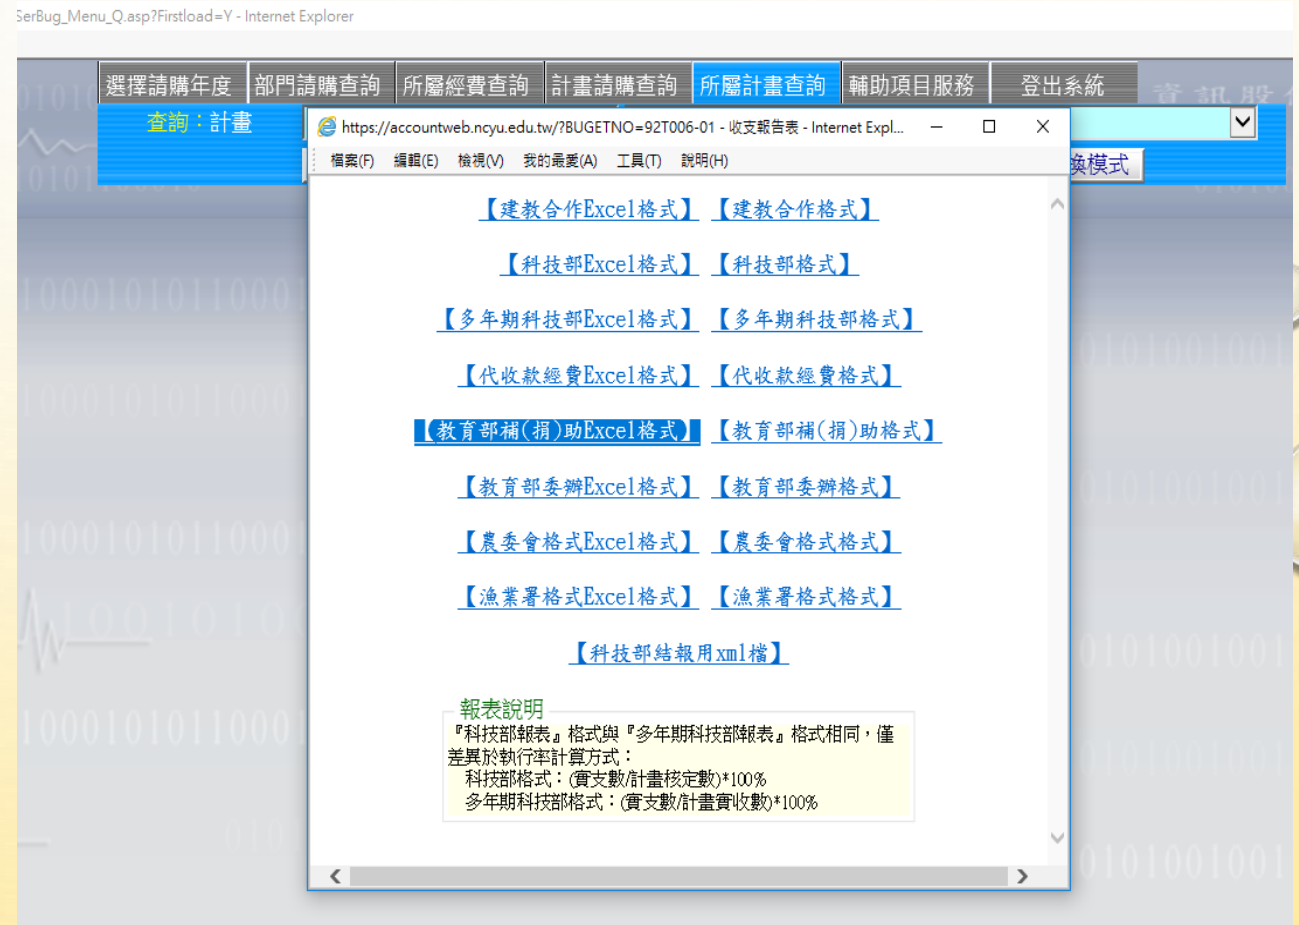 SerBug_Menu_Q.asp?Firstload=Y - Internet Explorer
選擇請購年度 部門請購查詢 所屬經費查詢 計畫請購查詢 所屬計畫查詢 輔助項目服務 登出系統
資訊股
查詢：計畫
https://accountweb.ncyu.edu.tw/?BUGETNO=92T006-01 - 收支報告表 - Internet Expl...
換模式
檔案(F) 編輯(E) 檢視(V) 我的最愛(A) 工具(T) 說明(H)
【建教合作Excel格式】 【建教合作格式】
【科技部Excel格式】 【科技部格式】
【多年期科技部Excel格式】 【多年期科技部格式】
【代收款經費Excel格式】 【代收款經費格式】
【教育部補(捐)助Excel格式】 【教育部補(捐)助格式】
【教育部委辦Excel格式】 【教育部委辦格式】
【農委會格式Excel格式】 【農委會格式格式】
【漁業署格式Excel格式】 【漁業署格式格式】
【科技部結報用xml檔】
報表說明
『科技部報表』格式與『多年期科技部報表』格式相同，僅
差異於執行率計算方式：
科技部格式：(實支數/計畫核定數)*100%
多年期科技部格式：(實支數/計畫實收數)*100%